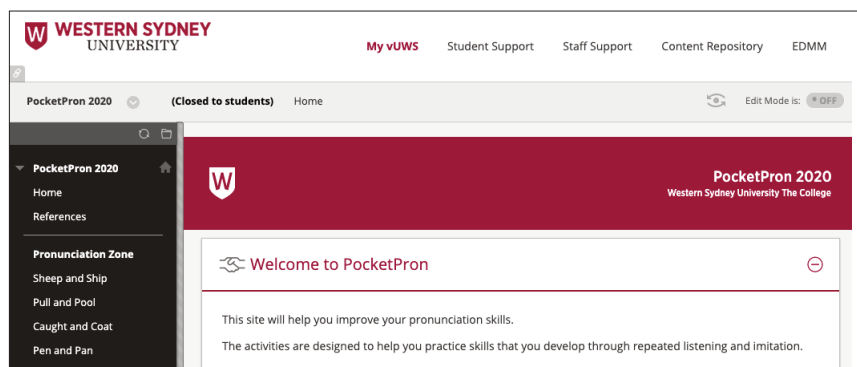 W WESTERN SYDNEY
UNIVERSITY
My vUWS Student Support Staff Support Content Repository EDMM
PocketPron 2020 (Closed to students) Home Edit Mode is: OFF
PocketPron 2020
Home
References
Pronunciation Zone
Sheep and Ship
Pull and Pool
Caught and Coat
Pen and Pan
W
PocketPron 2020
Western Sydney University The College
Welcome to PocketPron
This site will help you improve your pronunciation skills.
The activities are designed to help you practice skills that you develop through repeated listening and imitation.